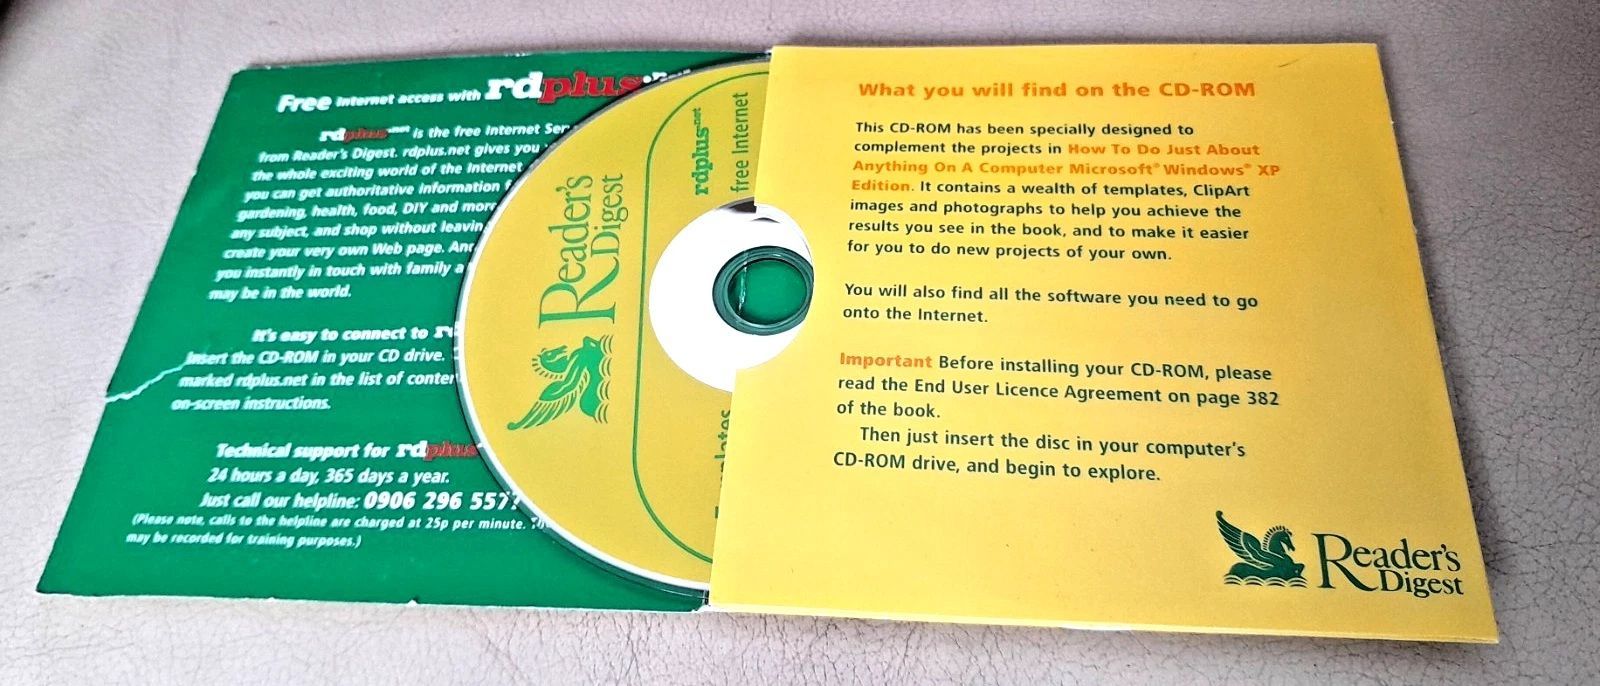 Free Internet access with rdplus.net
rdplus.net is the free Internet Ser
from Reader's Digest. rdplus.net gives you
the whole exciting world of the Internet
you can get authoritative information
gardening, health, food, DIY and more
any subject, and shop without leavin
create your very own Web page. And
you instantly in touch with family a
may be in the world.
It's easy to connect to
Insert the CD-ROM in your CD drive.
marked rdplus.net in the list of conten
on-screen instructions.
Technical support for rdplus
24 hours a day, 365 days a year.
Just call our helpline: 0906 296 557
(Please note, calls to the helpline are charged at 25p per minute.
may be recorded for training purposes.)
Reader's
Digest
rdplus.net
free Internet
plates
What you will find on the CD-ROM
This CD-ROM has been specially designed to
complement the projects in How To Do Just About
Anything On A Computer Microsoft® Windows® XP
Edition. It contains a wealth of templates, ClipArt
images and photographs to help you achieve the
results you see in the book, and to make it easier
for you to do new projects of your own.
You will also find all the software you need to go
onto the Internet.
Important Before installing your CD-ROM, please
read the End User Licence Agreement on page 382
of the book.
Then just insert the disc in your computer's
CD-ROM drive, and begin to explore.
Reader's
Digest